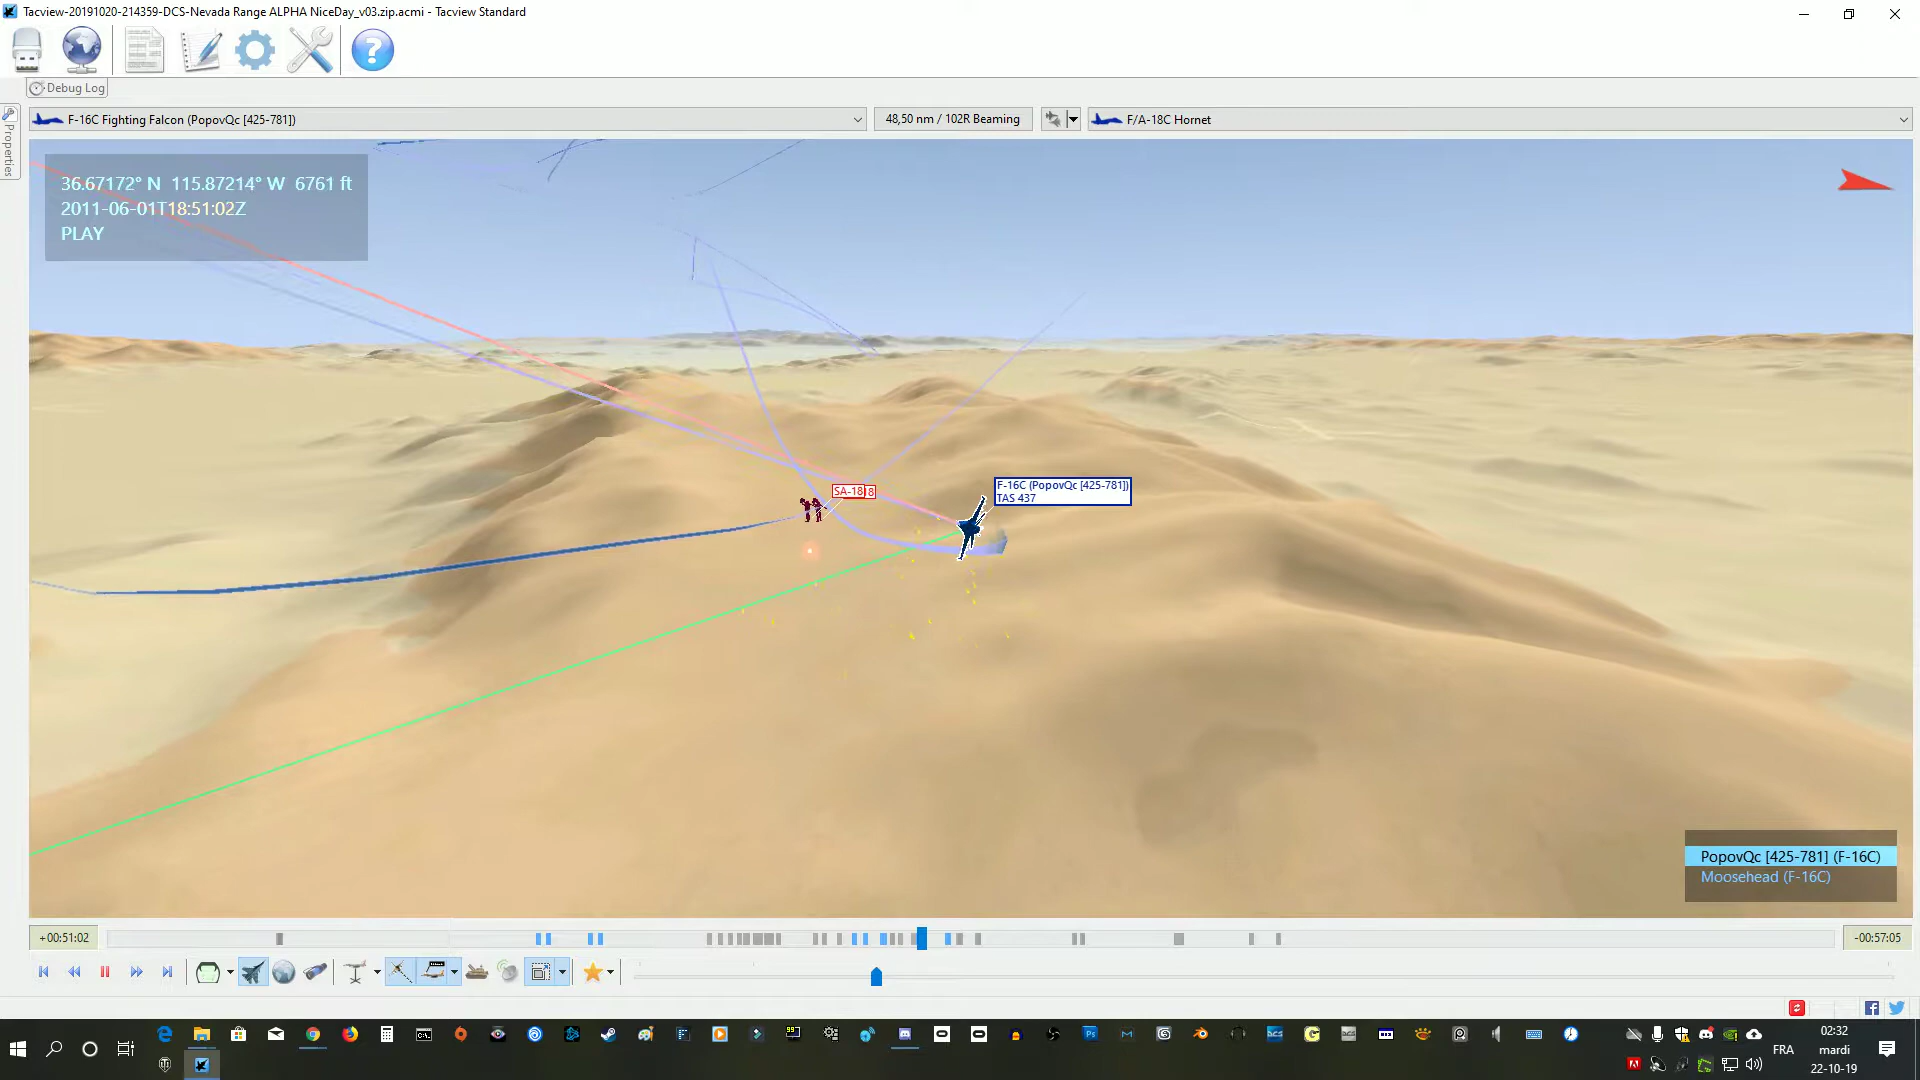 Tacview-20191020-214359-DCS-Nevada Range ALPHA NiceDay_v03.zip.acmi - Tacview Standard
Debug Log
Properties
F-16C Fighting Falcon (PopovQc [425-781])
48,50 nm / 102R Beaming
F/A-18C Hornet
36.67172° N 115.87214° W 6761 ft
2011-06-01T18:51:02Z
PLAY
SA-18
F-16C (PopovQc [425-781])
TAS 437
PopovQc [425-781] (F-16C)
Moosehead (F-16C)
+00:51:02
-00:57:05
FRA
02:32
mardi
22-10-19